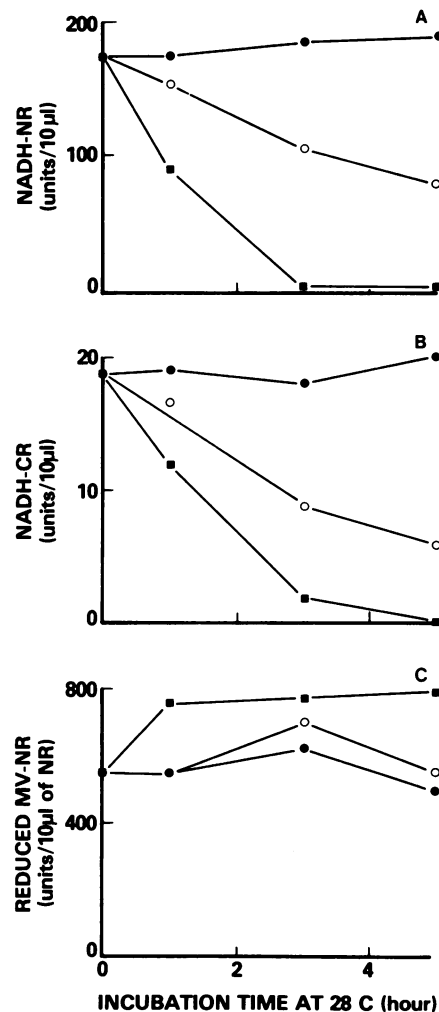 A
200
100
0
NADH-NR
(units/10µl)
B
20
10
0
NADH-CR
(units/10µl)
C
800
400
0
REDUCED MV-NR
(units/10µl of NR)
0 2 4
INCUBATION TIME AT 28 C (hour)